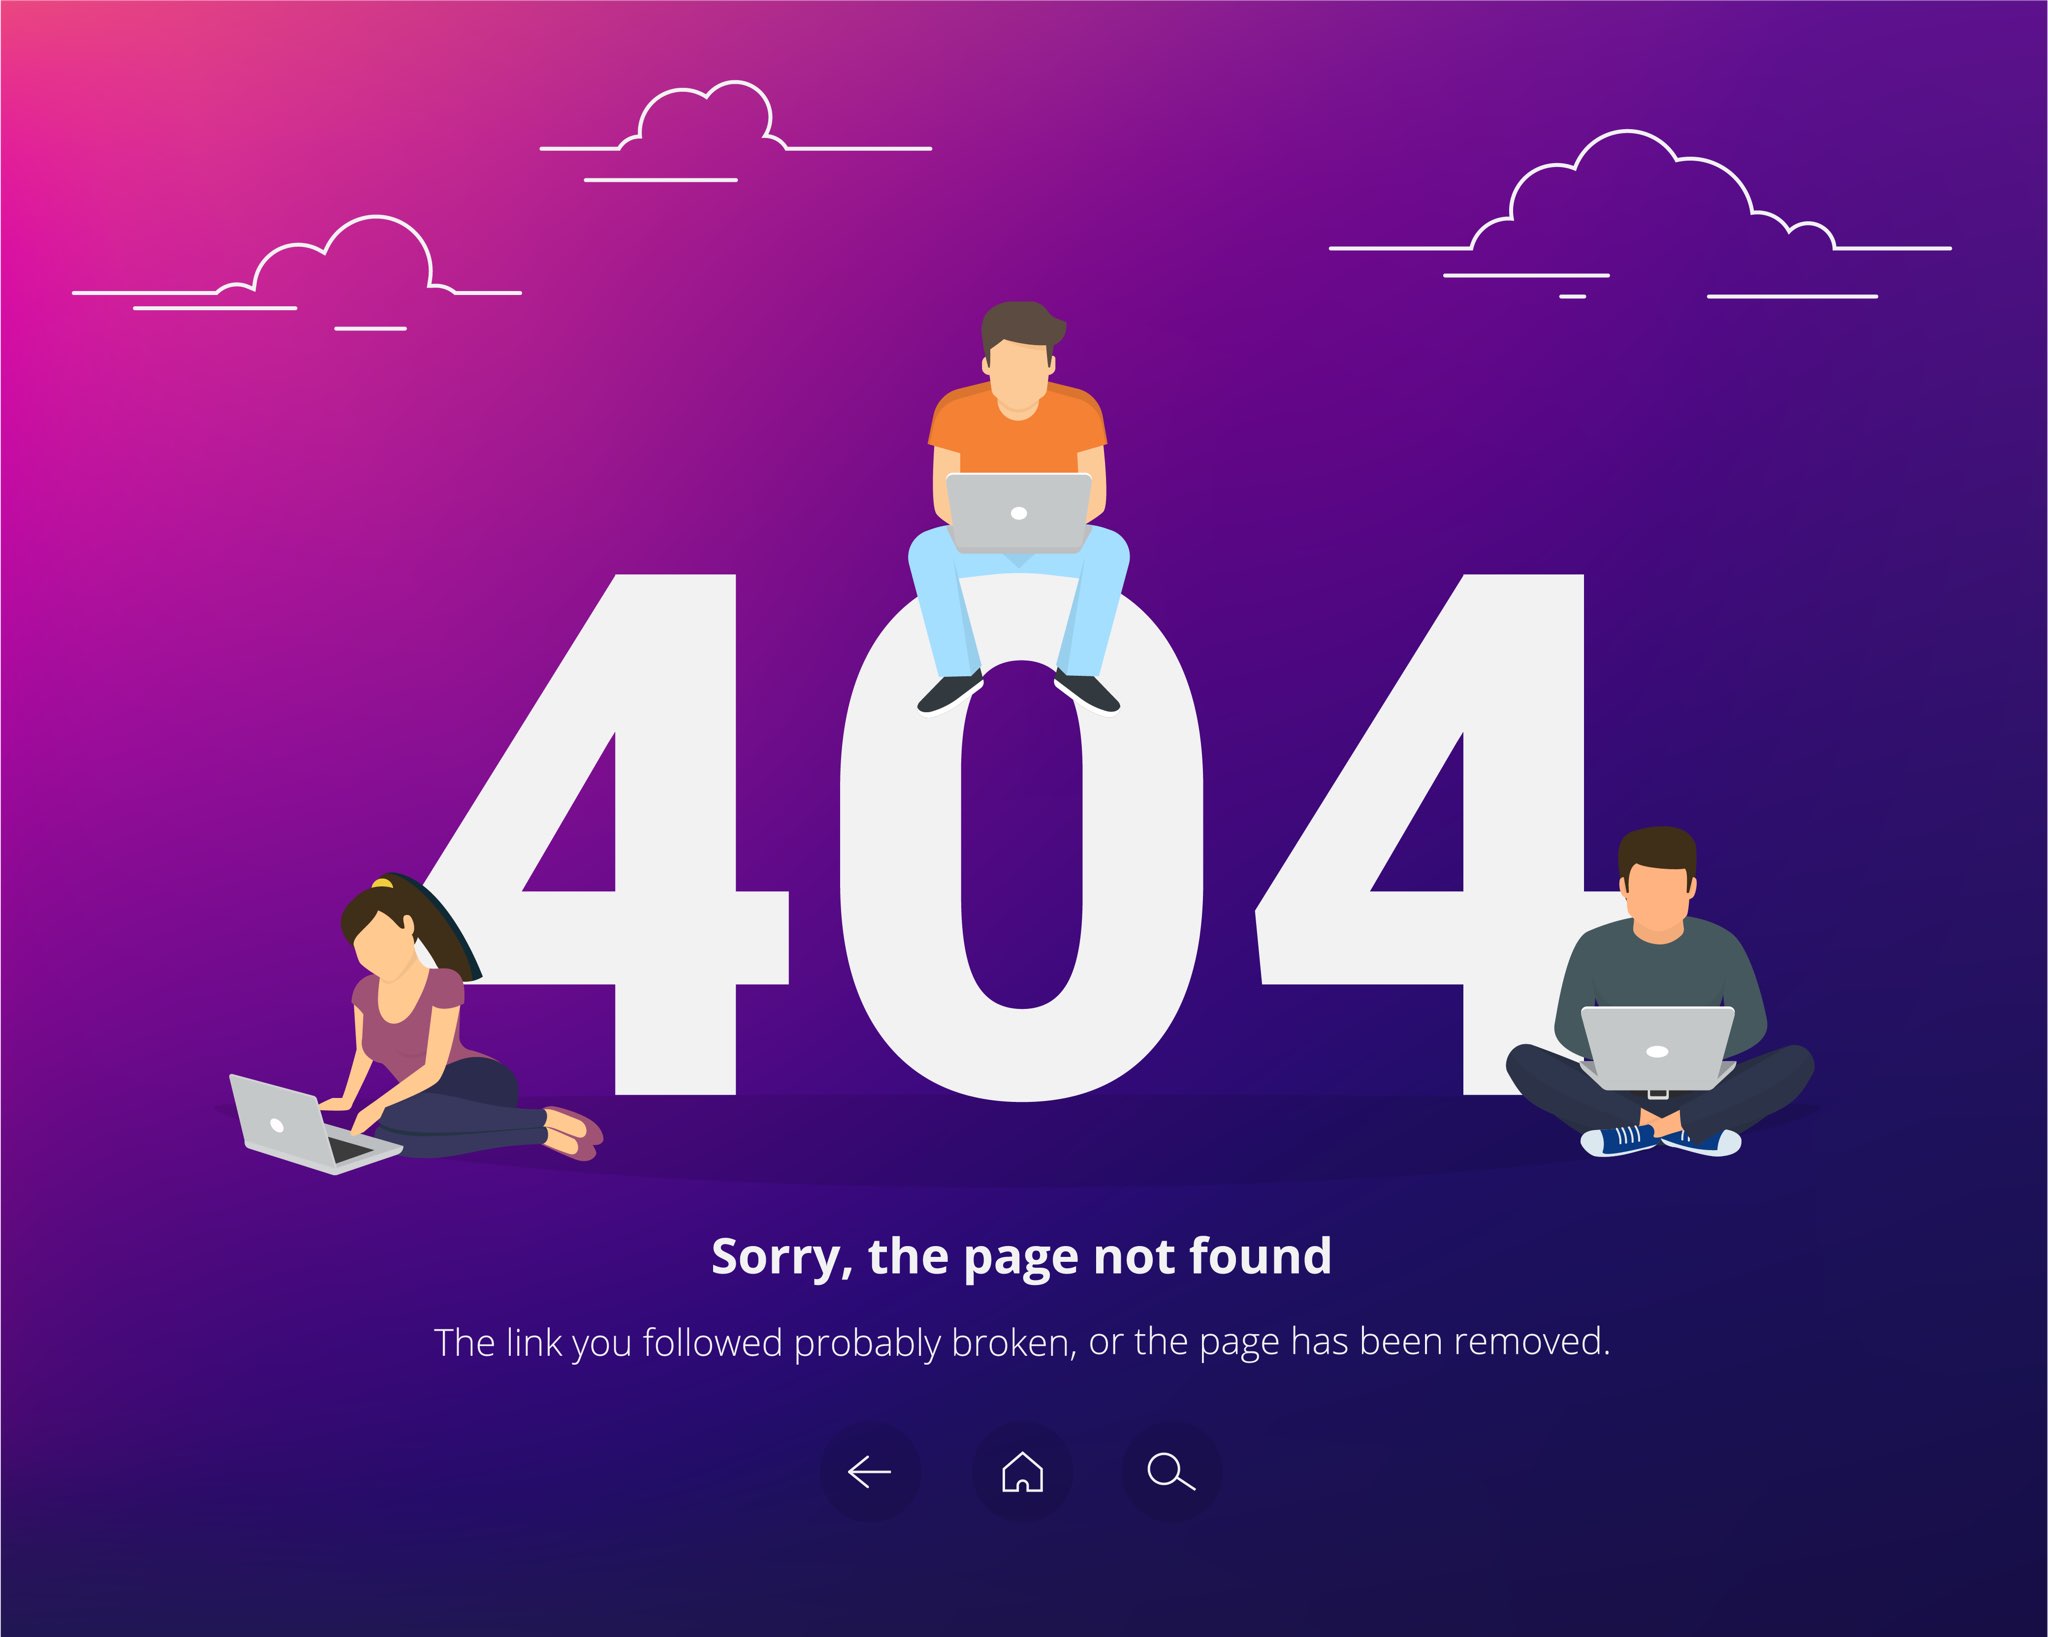 404
Sorry, the page not found
The link you followed probably broken, or the page has been removed.